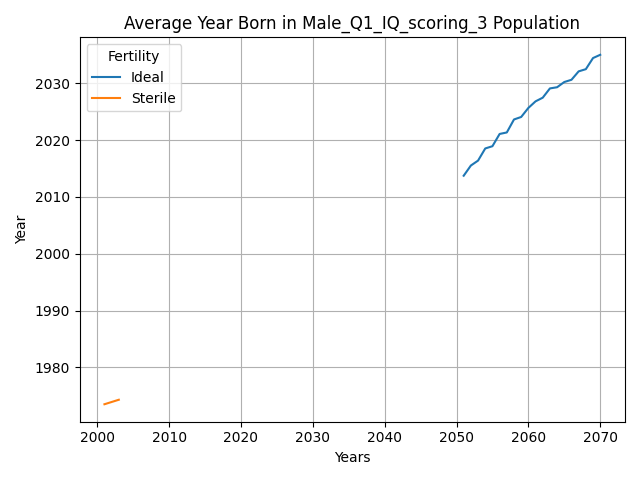 Average Year Born in Male_Q1_IQ_scoring_3 Population
Fertility
Ideal
Sterile
Year
2030
2020
2010
2000
1990
1980
2000 2010 2020 2030 2040 2050 2060 2070
Years